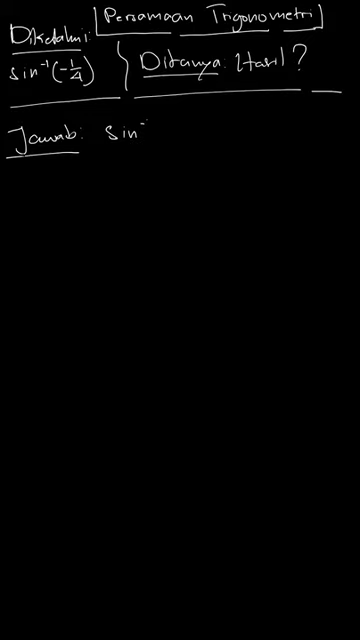 [Persamaan Trigonometri]
Diketahui:
sin⁻¹(-1/4)
Ditanya: Hasil?
Jawab: sin⁻